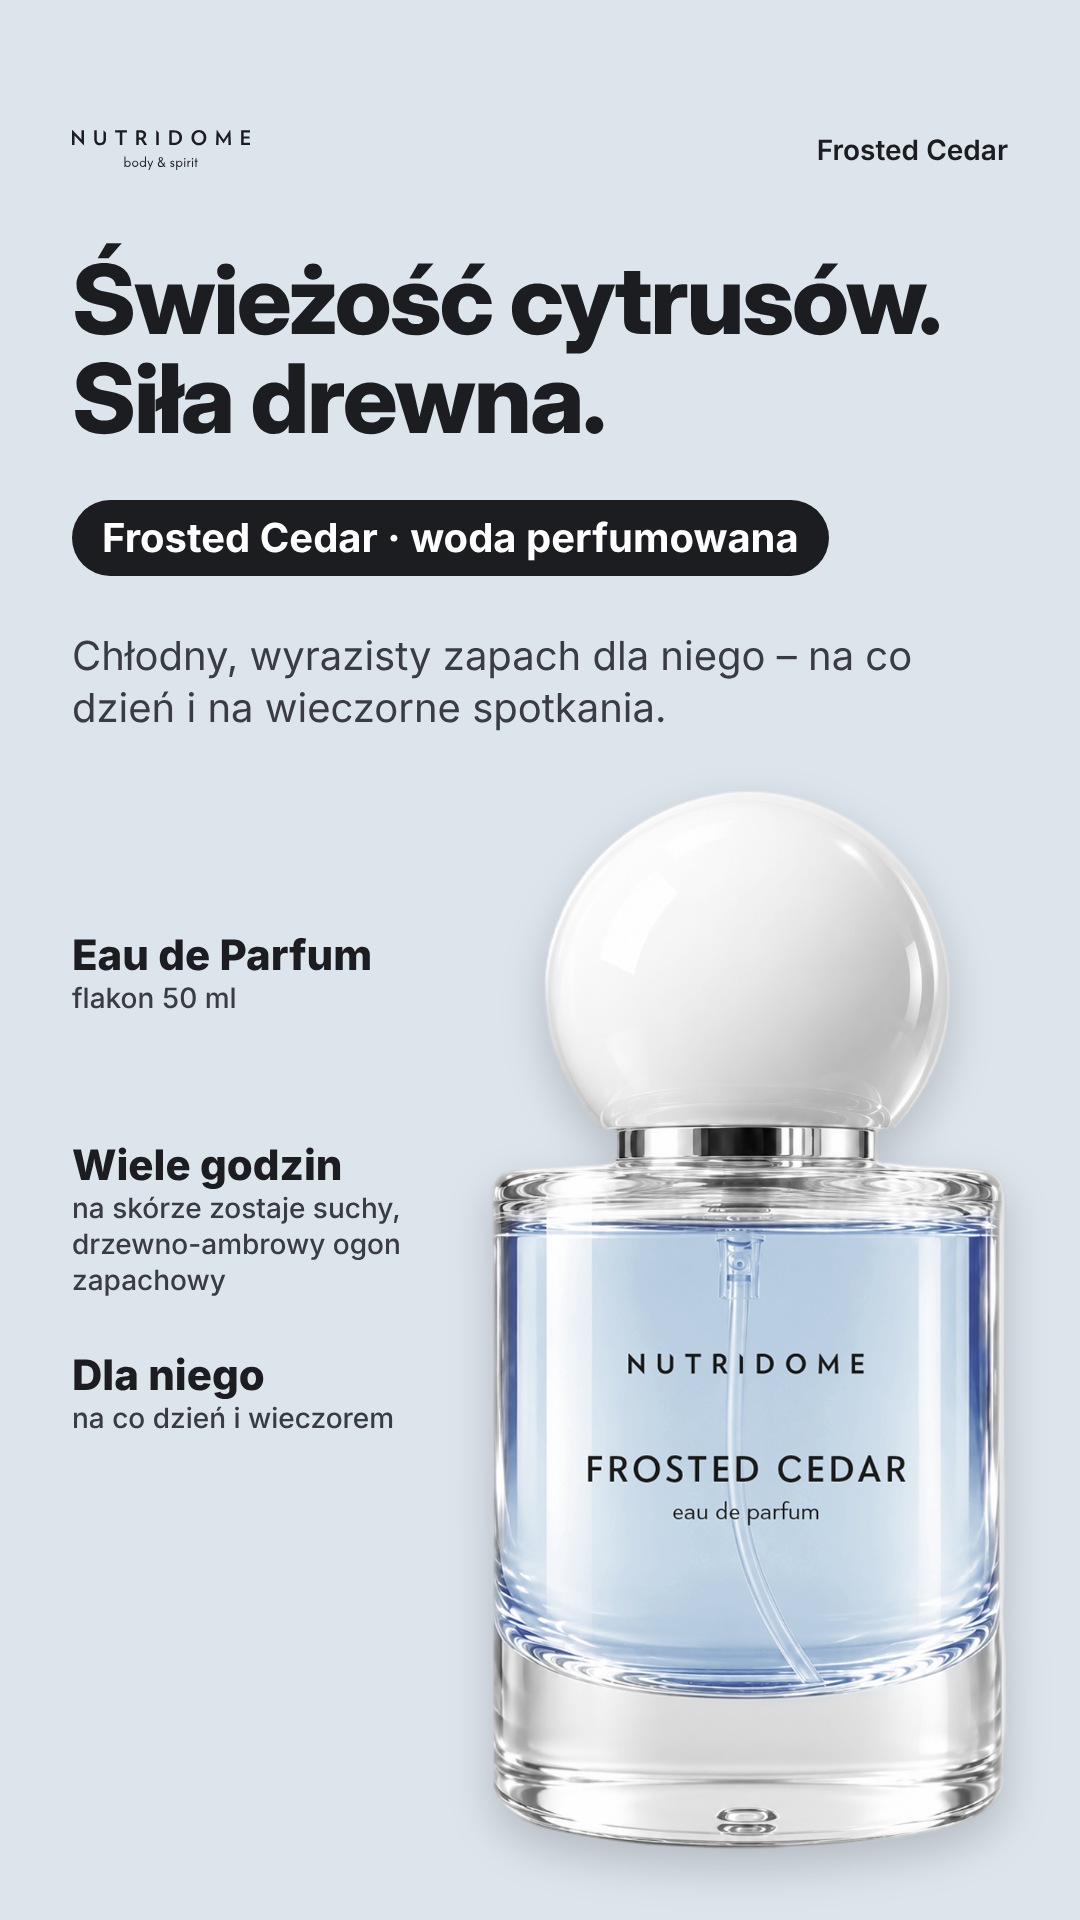 NUTRIDOME
body & spirit
Frosted Cedar
Świeżość cytrusów.
Siła drewna.
Frosted Cedar · woda perfumowana
Chłodny, wyrazisty zapach dla niego – na co
dzień i na wieczorne spotkania.
Eau de Parfum
flakon 50 ml
Wiele godzin
na skórze zostaje suchy,
drzewno-ambrowy ogon
zapachowy
Dla niego
na co dzień i wieczorem
NUTRIDOME
FROSTED CEDAR
eau de parfum